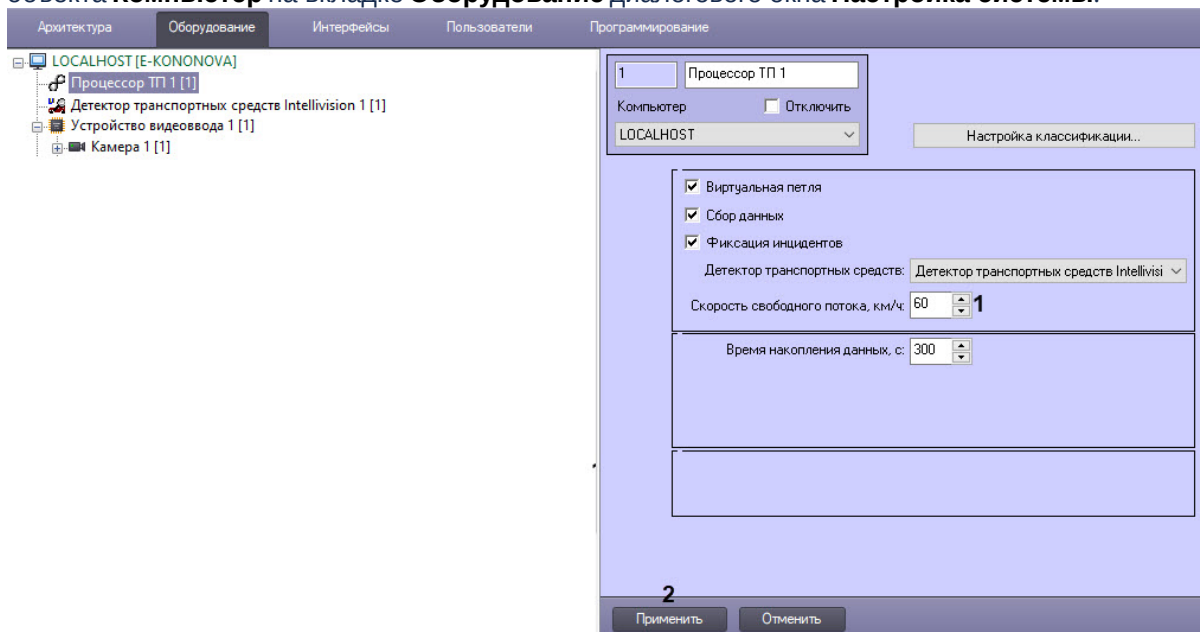 объекта Компьютер на вкладке Оборудование диалогового окна Настройка системы.
Архитектура Оборудование Интерфейсы Пользователи Программирование
LOCALHOST [E-KONONOVA]
Процессор ТП 1 [1]
Детектор транспортных средств Intellivision 1 [1]
Устройство видеоввода 1 [1]
Камера 1 [1]
1 Процессор ТП 1
Компьютер Отключить
LOCALHOST Настройка классификации...
Виртуальная петля
Сбор данных
Фиксация инцидентов
Детектор транспортных средств: Детектор транспортных средств Intellivisi
Скорость свободного потока, км/ч: 60 1
Время накопления данных, с: 300
2
Применить Отменить